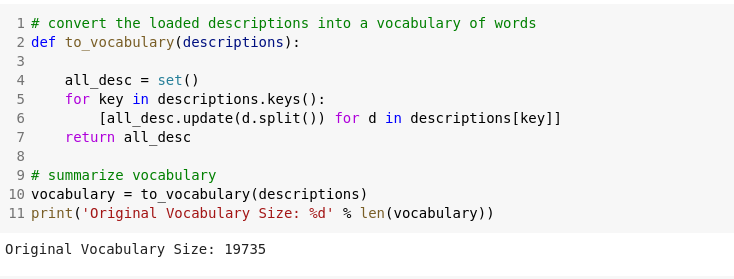 1 # convert the loaded descriptions into a vocabulary of words
2 def to_vocabulary(descriptions):
3
4     all_desc = set()
5     for key in descriptions.keys():
6         [all_desc.update(d.split()) for d in descriptions[key]]
7     return all_desc
8
9 # summarize vocabulary
10 vocabulary = to_vocabulary(descriptions)
11 print('Original Vocabulary Size: %d' % len(vocabulary))
Original Vocabulary Size: 19735